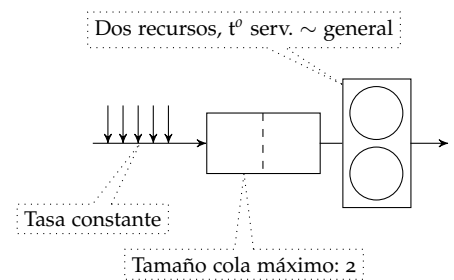 Dos recursos, tº serv. ∼ general
Tasa constante
Tamaño cola máximo: 2